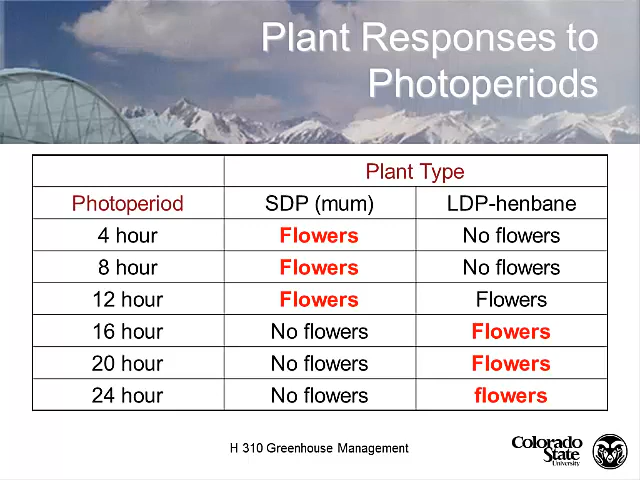 Plant Responses to
Photoperiods
Plant Type
Photoperiod SDP (mum) LDP-henbane
4 hour Flowers No flowers
8 hour Flowers No flowers
12 hour Flowers Flowers
16 hour No flowers Flowers
20 hour No flowers Flowers
24 hour No flowers flowers
H 310 Greenhouse Management
Colorado
State
University